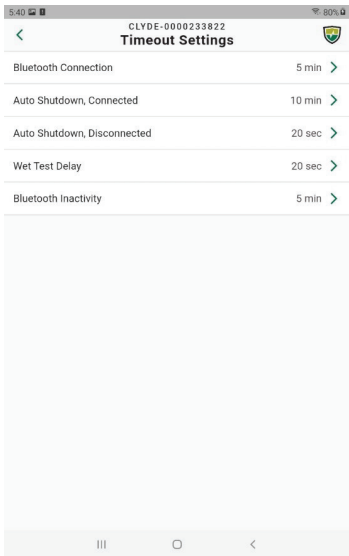 5:40 80%
CLYDE-0000233822
Timeout Settings
Bluetooth Connection 5 min
Auto Shutdown, Connected 10 min
Auto Shutdown, Disconnected 20 sec
Wet Test Delay 20 sec
Bluetooth Inactivity 5 min